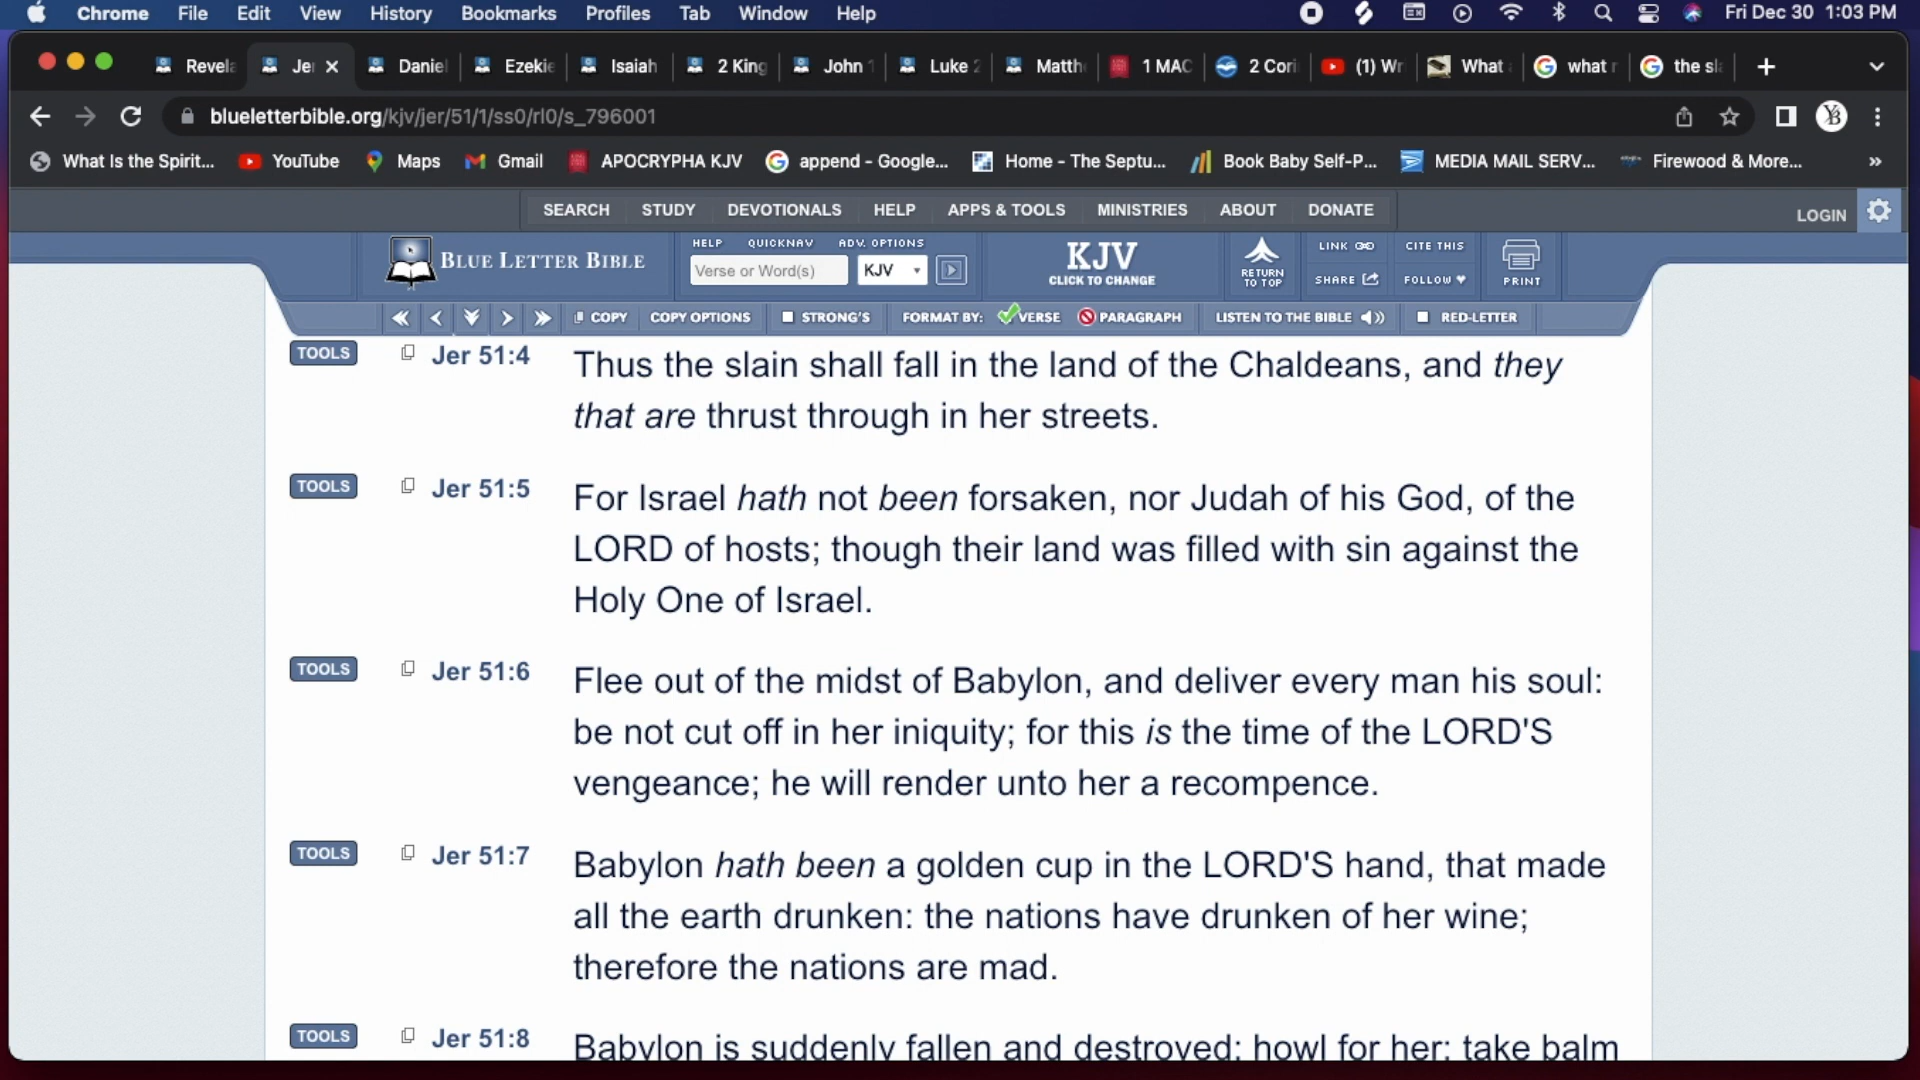 Chrome File Edit View History Bookmarks Profiles Tab Window Help Fri Dec 30 1:03 PM
Revela Je Daniel Ezekie Isaiah 2 King John 1 Luke 2 Matth 1 MAC 2 Cori (1) Wr What what r the sl
blueletterbible.org/kjv/jer/51/1/ss0/rl0/s_796001
What Is the Spirit... YouTube Maps Gmail APOCRYPHA KJV append - Google... Home - The Septu... Book Baby Self-P... MEDIA MAIL SERV... Firewood & More... »
SEARCH STUDY DEVOTIONALS HELP APPS & TOOLS MINISTRIES ABOUT DONATE LOGIN
HELP QUICKNAV ADV. OPTIONS
BLUE LETTER BIBLE
Verse or Word(s) KJV
KJV
CLICK TO CHANGE
RETURN
TO TOP
LINK CITE THIS
SHARE FOLLOW
PRINT
COPY COPY OPTIONS STRONG'S FORMAT BY: VERSE PARAGRAPH LISTEN TO THE BIBLE RED-LETTER
TOOLS Jer 51:4 Thus the slain shall fall in the land of the Chaldeans, and they
that are thrust through in her streets.
TOOLS Jer 51:5 For Israel hath not been forsaken, nor Judah of his God, of the
LORD of hosts; though their land was filled with sin against the
Holy One of Israel.
TOOLS Jer 51:6 Flee out of the midst of Babylon, and deliver every man his soul:
be not cut off in her iniquity; for this is the time of the LORD'S
vengeance; he will render unto her a recompence.
TOOLS Jer 51:7 Babylon hath been a golden cup in the LORD'S hand, that made
all the earth drunken: the nations have drunken of her wine;
therefore the nations are mad.
TOOLS Jer 51:8 Babylon is suddenly fallen and destroyed: howl for her; take balm